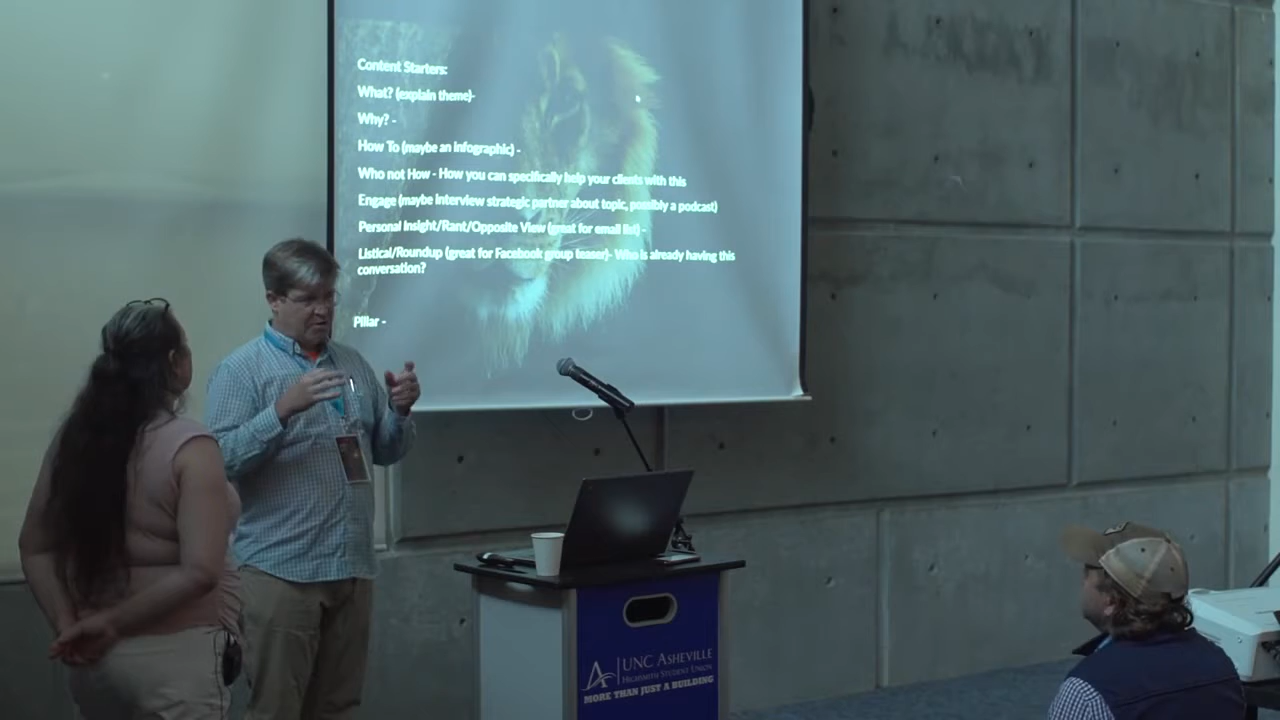 Content Starters:
What? (explain theme)-
Why? -
How To (maybe an infographic) -
Who not How - How you can specifically help your clients with this
Engage (maybe interview strategic partner about topic, possibly a podcast)
Personal Insight/Rant/Opposite View (great for email list) -
Listical/Roundup (great for Facebook group teaser)- Who is already having this
conversation?
Pillar -
UNC ASHEVILLE
HIGHSMITH STUDENT UNION
MORE THAN JUST A BUILDING